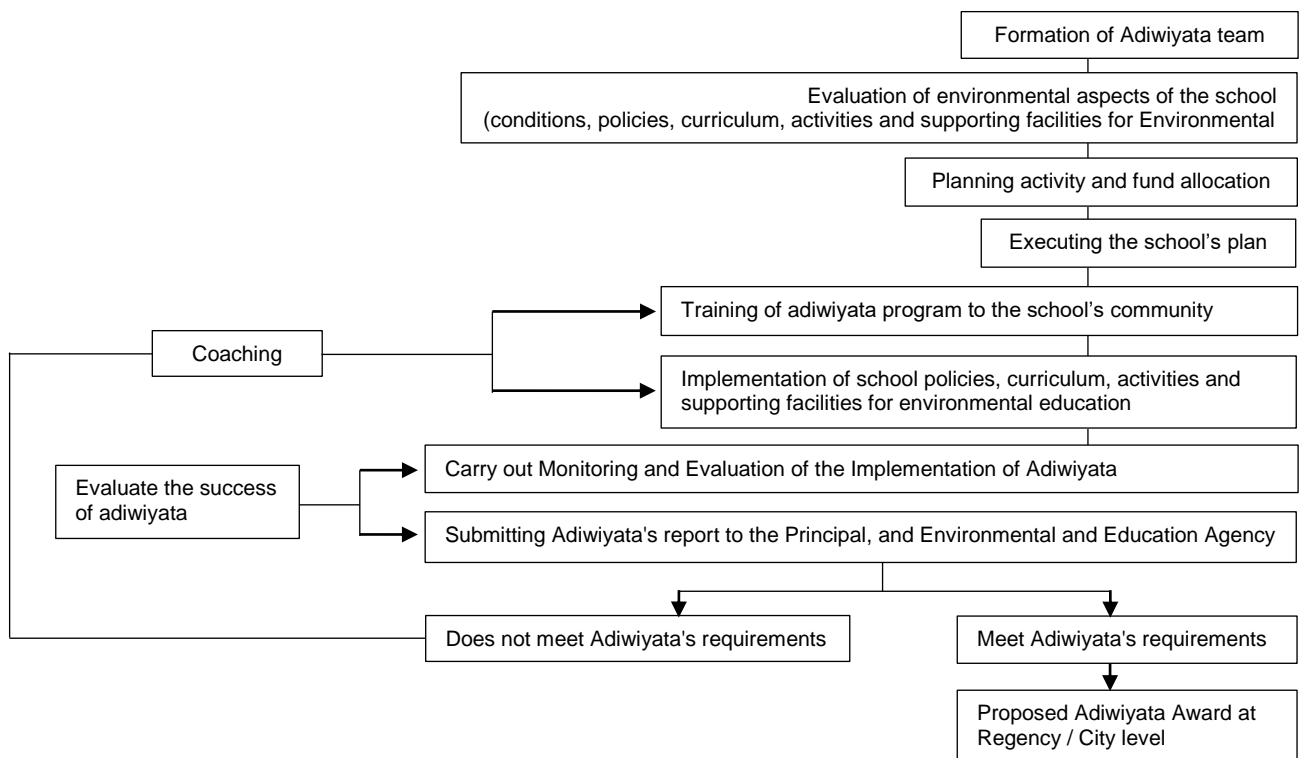 Formation of Adiwiyata team
Evaluation of environmental aspects of the school
(conditions, policies, curriculum, activities and supporting facilities for Environmental
Planning activity and fund allocation
Executing the school’s plan
Training of adiwiyata program to the school’s community
Coaching
Implementation of school policies, curriculum, activities and
supporting facilities for environmental education
Carry out Monitoring and Evaluation of the Implementation of Adiwiyata
Evaluate the success
of adiwiyata
Submitting Adiwiyata's report to the Principal, and Environmental and Education Agency
Does not meet Adiwiyata's requirements
Meet Adiwiyata's requirements
Proposed Adiwiyata Award at
Regency / City level